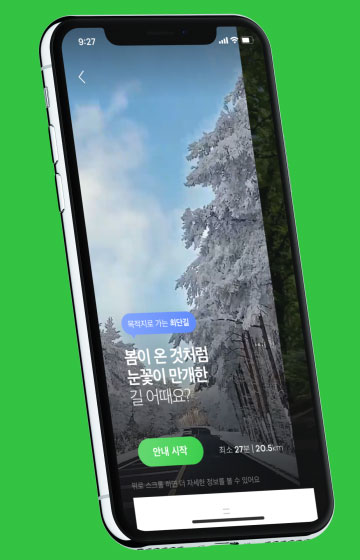 9:27
목적지로 가는 최단길
봄이 온 것처럼
눈꽃이 만개한
길 어때요?
안내 시작
최소 27분 | 20.5km
위로 스크롤 하면 더 자세한 정보를 볼 수 있어요